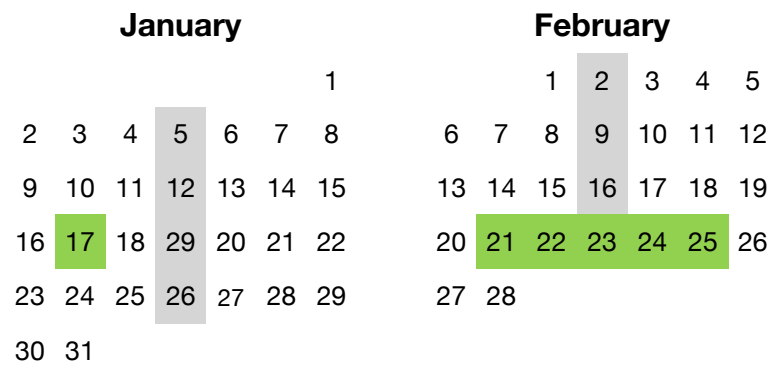 January
1
2 3 4 5 6 7 8
9 10 11 12 13 14 15
16 17 18 29 20 21 22
23 24 25 26 27 28 29
30 31
February
1 2 3 4 5
6 7 8 9 10 11 12
13 14 15 16 17 18 19
20 21 22 23 24 25 26
27 28